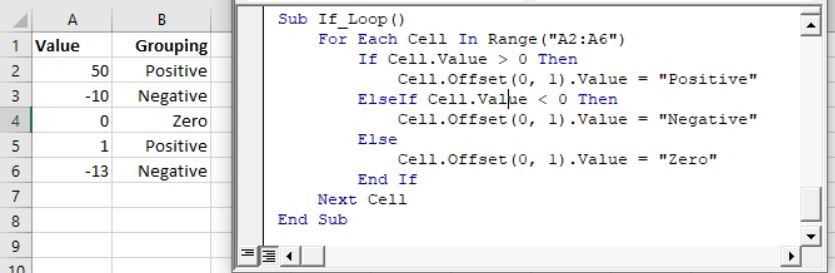 A B
1 Value Grouping
2 50 Positive
3 -10 Negative
4 0 Zero
5 1 Positive
6 -13 Negative
7
8
9
10
Sub If_Loop()
    For Each Cell In Range("A2:A6")
        If Cell.Value > 0 Then
            Cell.Offset(0, 1).Value = "Positive"
        ElseIf Cell.Value < 0 Then
            Cell.Offset(0, 1).Value = "Negative"
        Else
            Cell.Offset(0, 1).Value = "Zero"
        End If
    Next Cell
End Sub